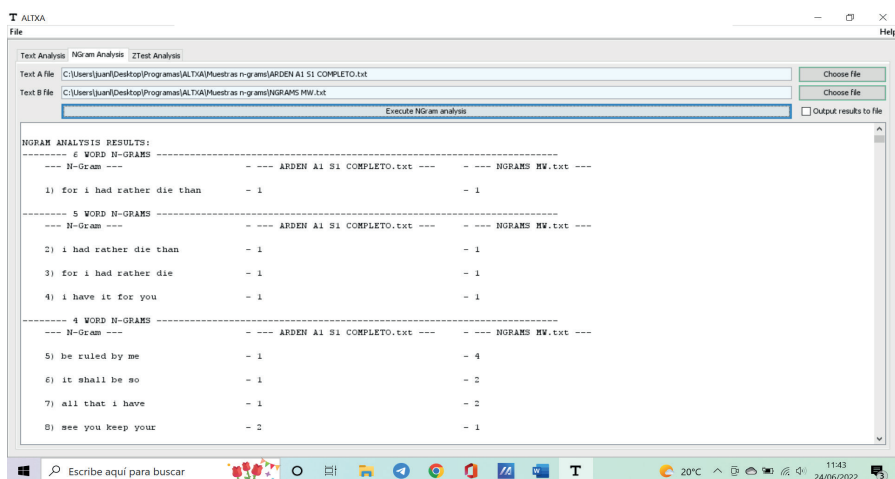 T ALTXA
File Help
Text Analysis NGram Analysis ZTest Analysis
Text A file C:\Users\juanl\Desktop\Programas\ALTXA\Muestras n-grams\ARDEN A1 S1 COMPLETO.txt Choose file
Text B file C:\Users\juanl\Desktop\Programas\ALTXA\Muestras n-grams\NGRAMS MW.txt Choose file
Execute NGram analysis Output results to file
NGRAM ANALYSIS RESULTS:
-------- 6 WORD N-GRAMS --------------------------------------------------------
--- N-Gram --- - --- ARDEN A1 S1 COMPLETO.txt --- - --- NGRAMS MW.txt ---
1) for i had rather die than - 1 - 1
-------- 5 WORD N-GRAMS --------------------------------------------------------
--- N-Gram --- - --- ARDEN A1 S1 COMPLETO.txt --- - --- NGRAMS MW.txt ---
2) i had rather die than - 1 - 1
3) for i had rather die - 1 - 1
4) i have it for you - 1 - 1
-------- 4 WORD N-GRAMS --------------------------------------------------------
--- N-Gram --- - --- ARDEN A1 S1 COMPLETO.txt --- - --- NGRAMS MW.txt ---
5) be ruled by me - 1 - 4
6) it shall be so - 1 - 2
7) all that i have - 1 - 2
8) see you keep your - 2 - 1
Escribe aquí para buscar 20°C 11:43
24/06/2022